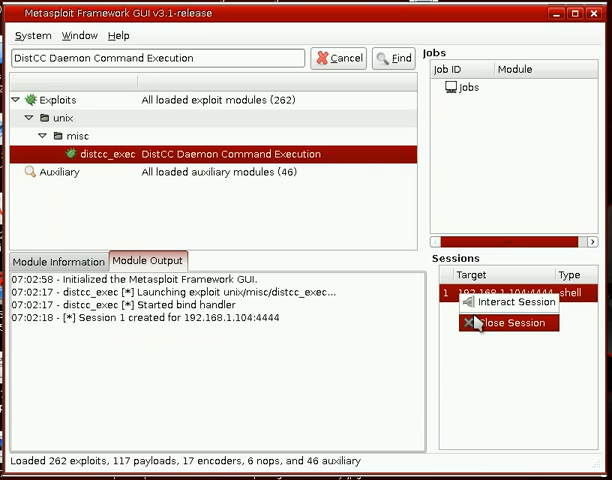 Metasploit Framework GUI v3.1-release
System Window Help
DistCC Daemon Command Execution
Cancel Find
Exploits All loaded exploit modules (262)
unix
misc
distcc_exec DistCC Daemon Command Execution
Auxiliary All loaded auxiliary modules (46)
Jobs
Job ID Module
Jobs
Module Information Module Output
07:02:58 - Initialized the Metasploit Framework GUI.
07:02:17 - distcc_exec [*] Launching exploit unix/misc/distcc_exec...
07:02:17 - distcc_exec [*] Started bind handler
07:02:18 - [*] Session 1 created for 192.168.1.104:4444
Sessions
Target Type
1 192.168.1.104:4444 shell
Interact Session
Close Session
Loaded 262 exploits, 117 payloads, 17 encoders, 6 nops, and 46 auxiliary